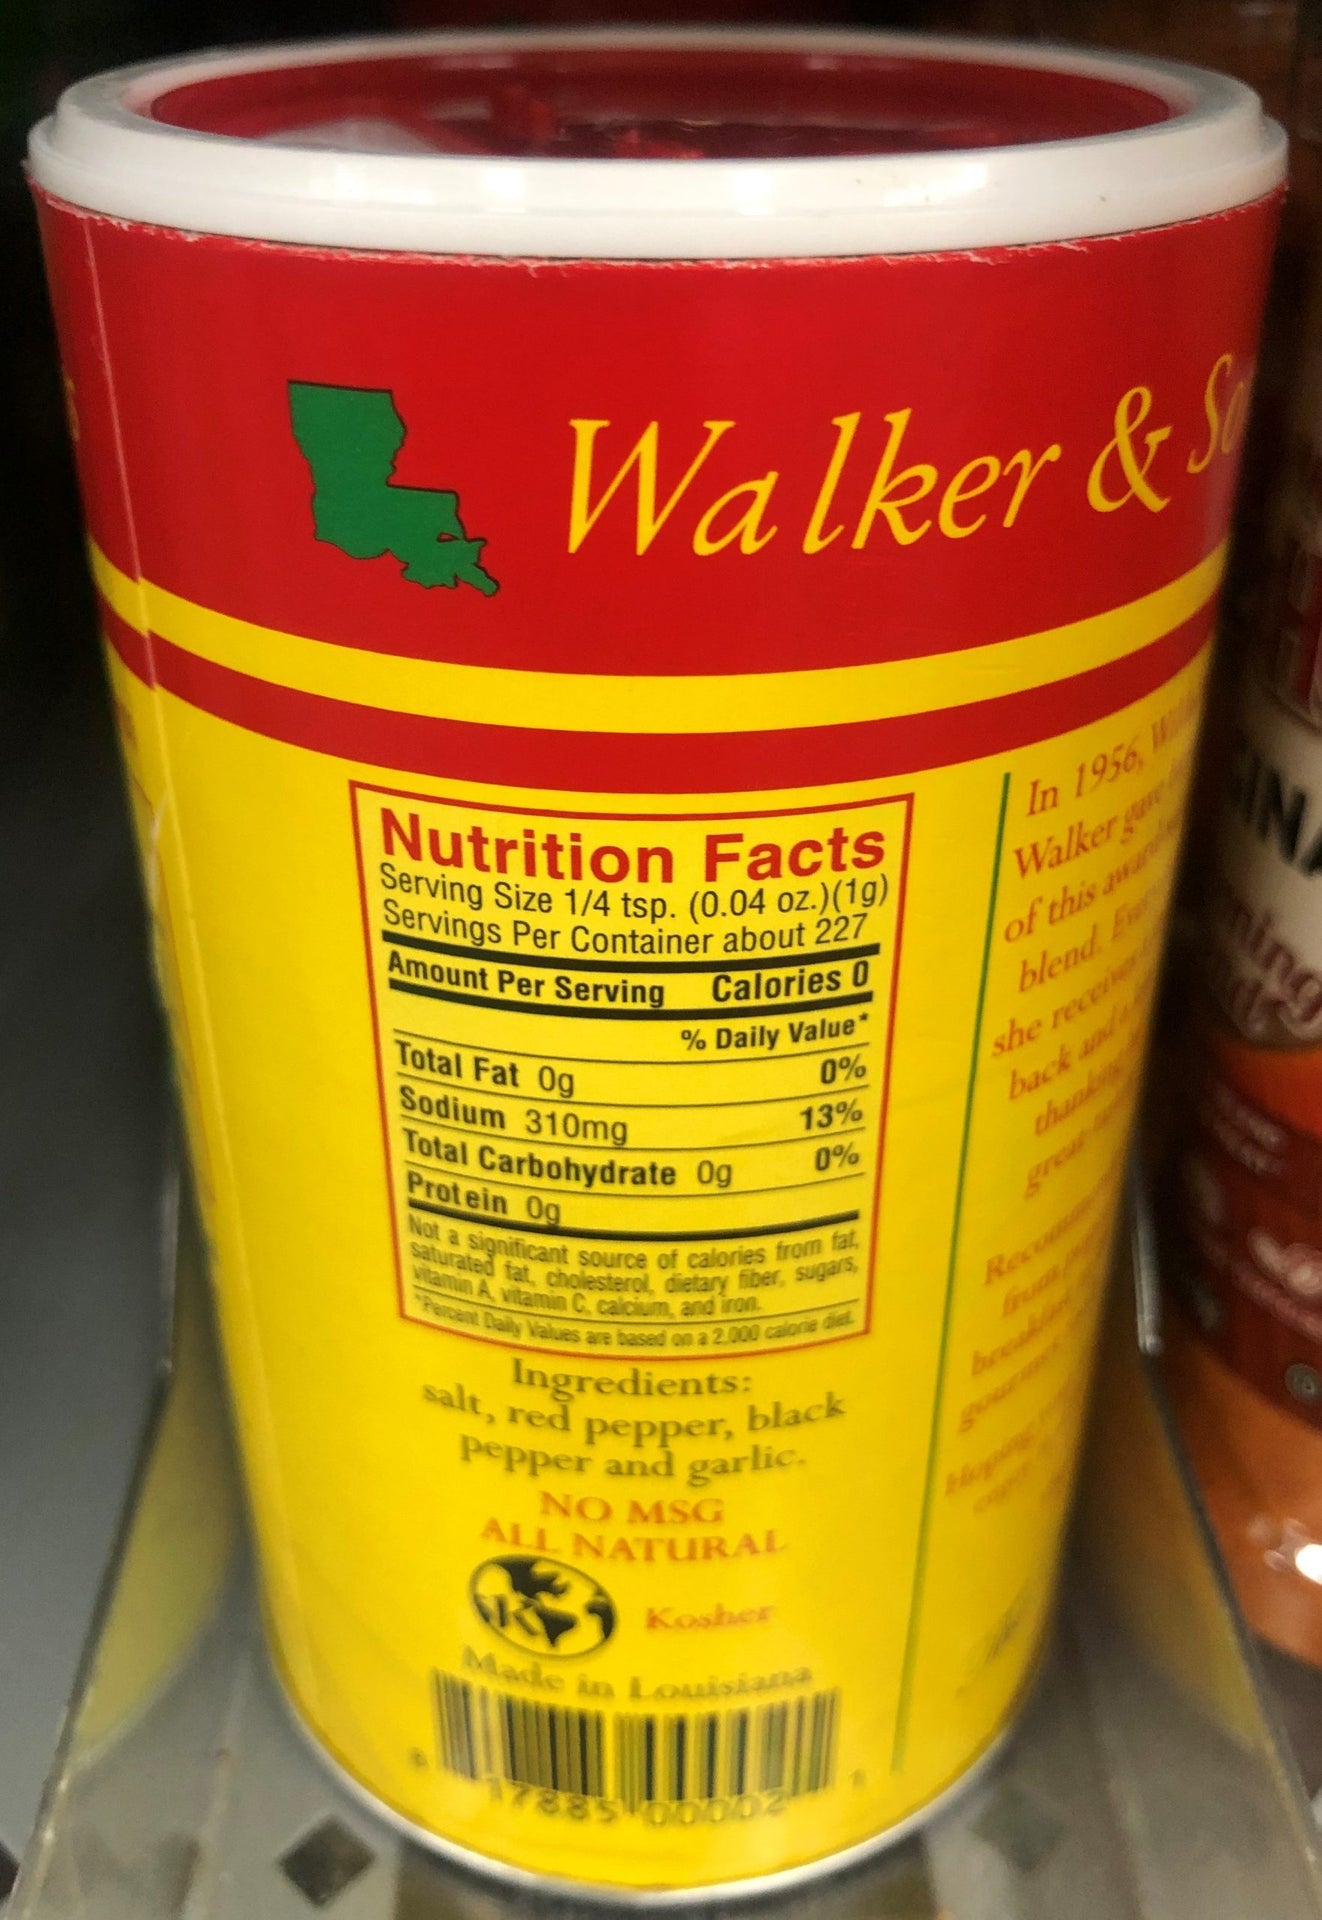 Walker &
Nutrition Facts
Serving Size 1/4 tsp. (0.04 oz.)(1g)
Servings Per Container about 227
Amount Per Serving Calories 0
% Daily Value*
Total Fat 0g 0%
Sodium 310mg 13%
Total Carbohydrate 0g 0%
Protein 0g
Not a significant source of calories from fat,
saturated fat, cholesterol, dietary fiber, sugars,
vitamin A, vitamin C, calcium, and iron.
*Percent Daily Values are based on a 2,000 calorie diet.
Ingredients:
salt, red pepper, black
pepper and garlic.
NO MSG
ALL NATURAL
K
Kosher
Made in Louisiana
17885 00002 1
In 1956,
Walker gave
of this
blend.
she
back and